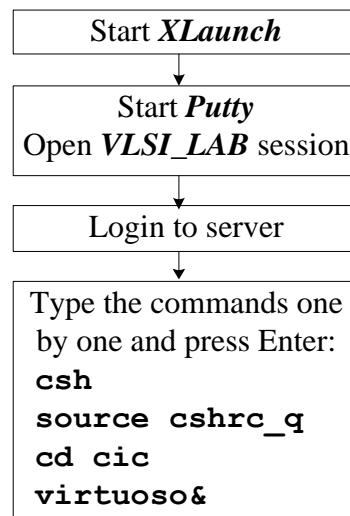 Start XLaunch
Start Putty
Open VLSI_LAB session
Login to server
Type the commands one
by one and press Enter:
csh
source cshrc_q
cd cic
virtuoso&